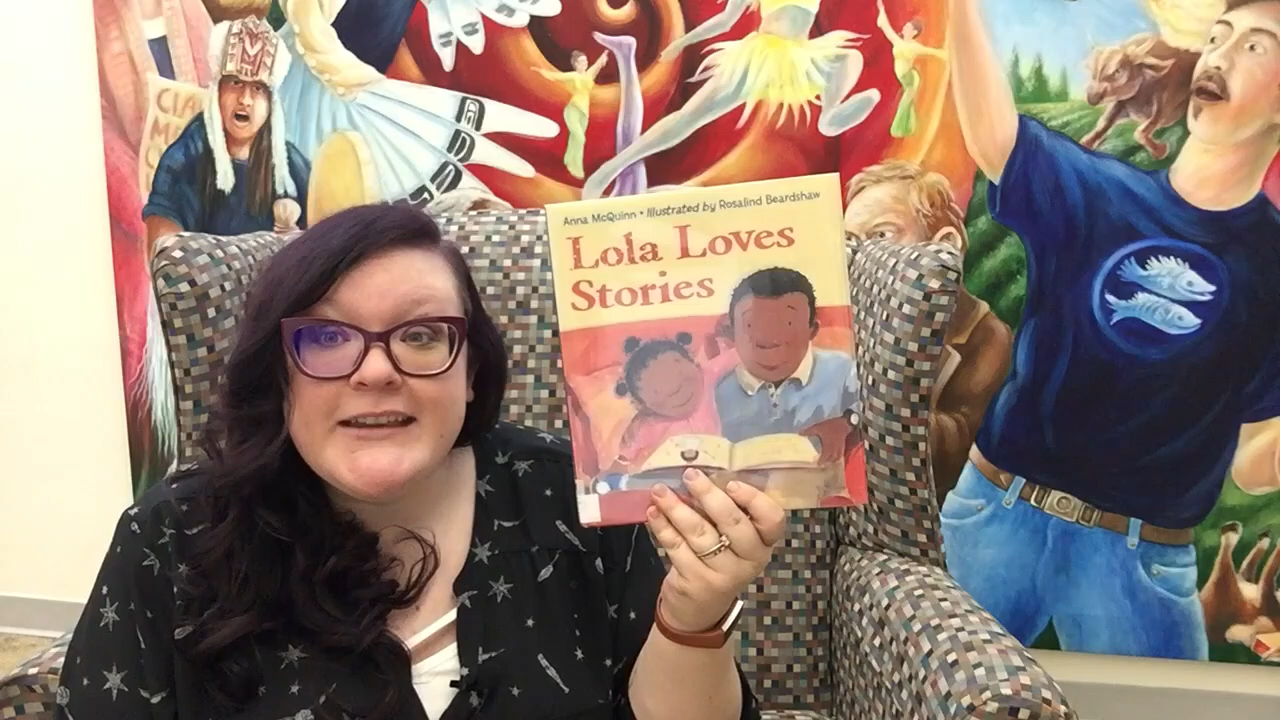 Anna McQuinn • Illustrated by Rosalind Beardshaw
Lola Loves
Stories